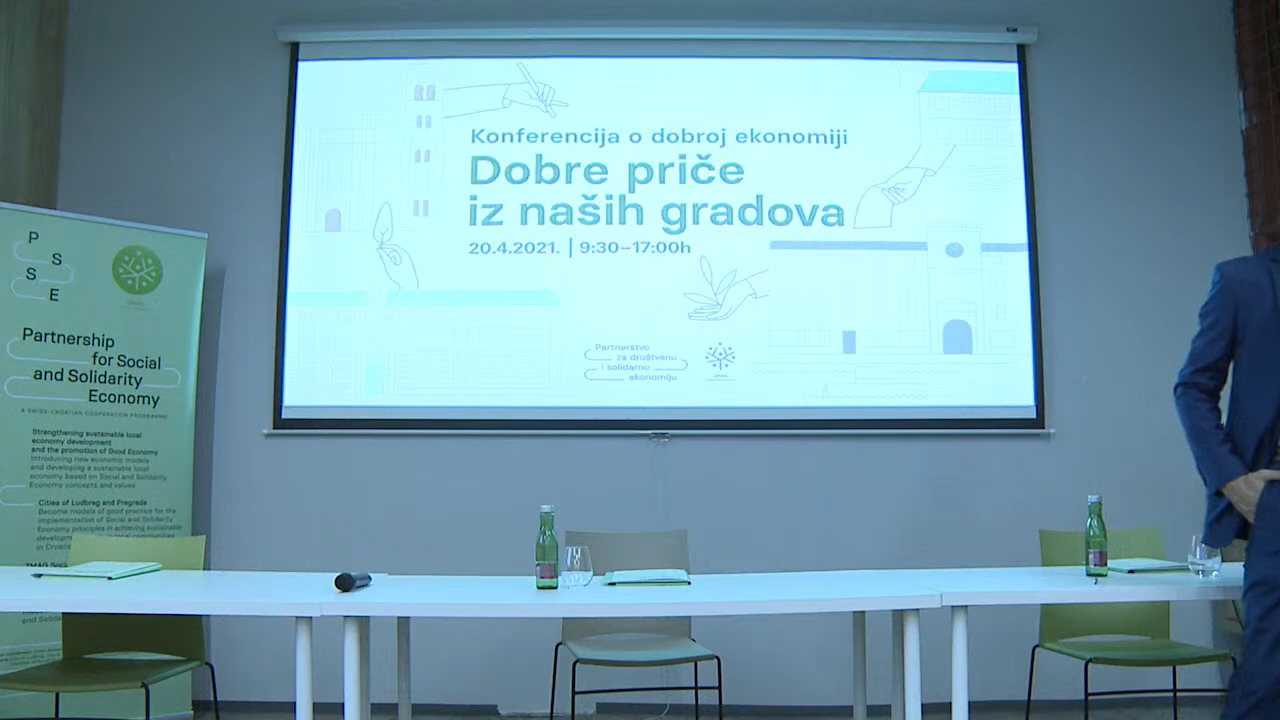 Konferencija o dobroj ekonomiji
Dobre priče
iz naših gradova
20.4.2021. | 9:30–17:00h
Partnerstvo
za društvenu
i solidarnu
ekonomiju
P
S
S
E
Partnership
for Social
and Solidarity
Economy
A SWISS-CROATIAN COOPERATION PROGRAMME
Strengthening sustainable local
economy development
and the promotion of Good Economy
Introducing new economic models
and developing a sustainable local
economy based on Social and Solidarity
Economy concepts and values
Cities of Ludbreg and Pregrada
Become models of good practice for the
implementation of Social and Solidarity
Economy principles in achieving sustainable
local communities
in
ZMAG